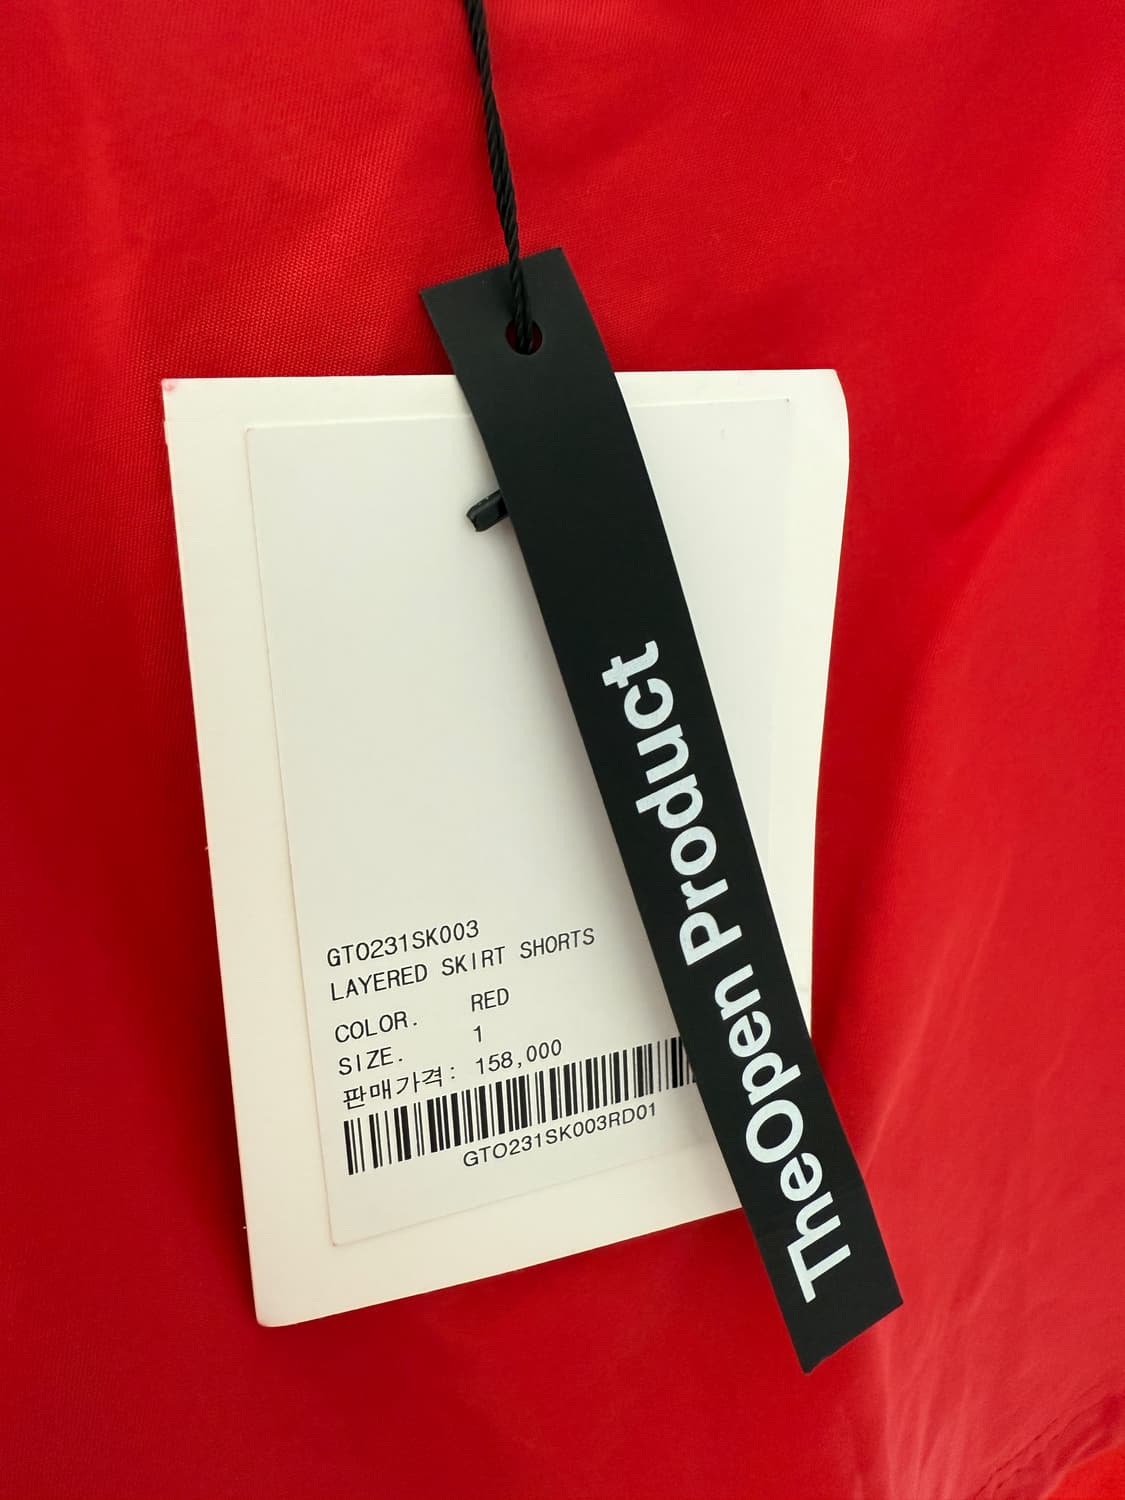 GTO231SK003
LAYERED SKIRT SHORTS
COLOR. RED
SIZE. 1
판매가격: 158,000
GTO231SK003RD01
TheOpen Product